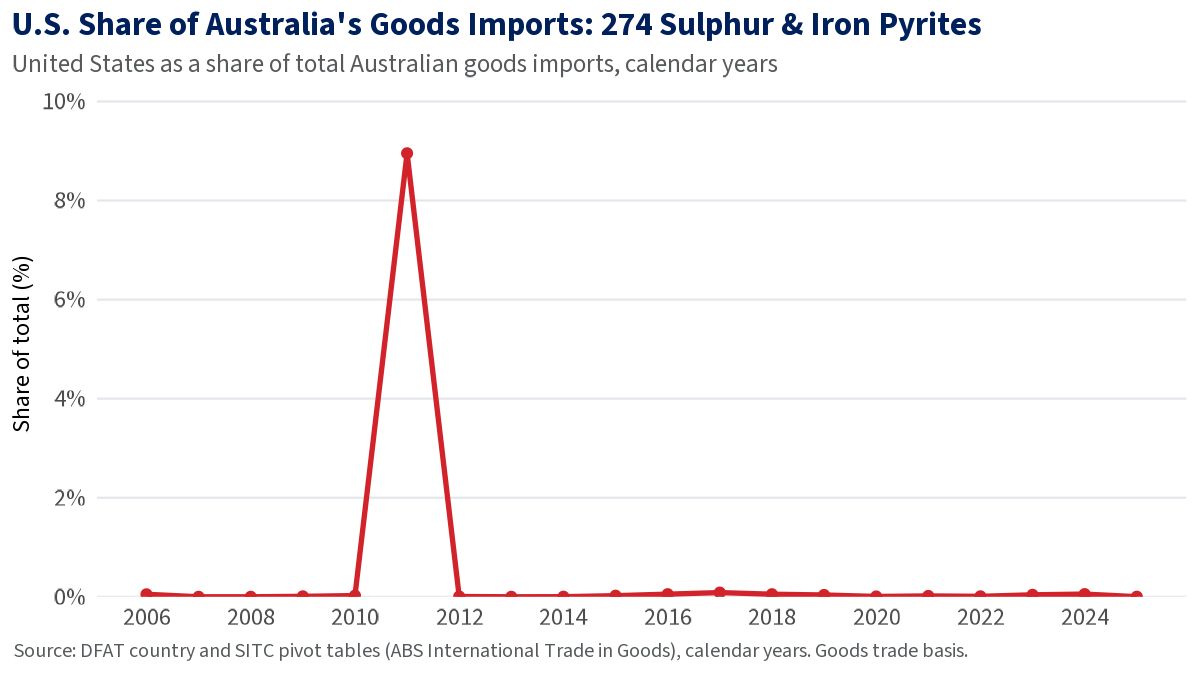 U.S. Share of Australia's Goods Imports: 274 Sulphur & Iron Pyrites
United States as a share of total Australian goods imports, calendar years
Share of total (%)
10%
8%
6%
4%
2%
0%
2006 2008 2010 2012 2014 2016 2018 2020 2022 2024
Source: DFAT country and SITC pivot tables (ABS International Trade in Goods), calendar years. Goods trade basis.